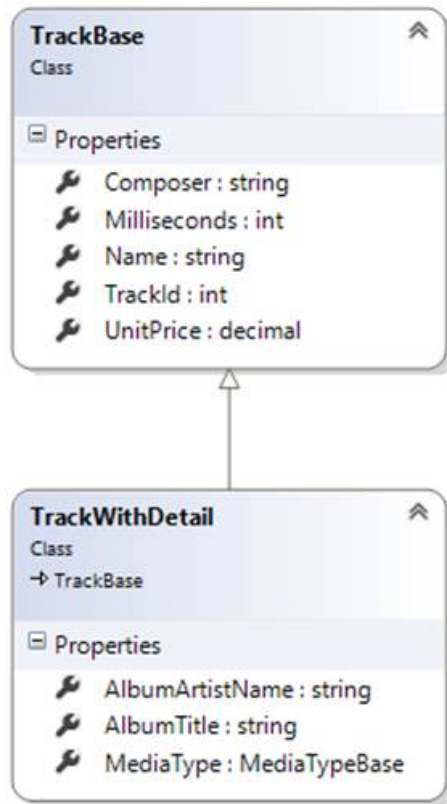 TrackBase
Class
Properties
Composer : string
Milliseconds : int
Name : string
TrackId : int
UnitPrice : decimal
TrackWithDetail
Class
TrackBase
Properties
AlbumArtistName : string
AlbumTitle : string
MediaType : MediaTypeBase